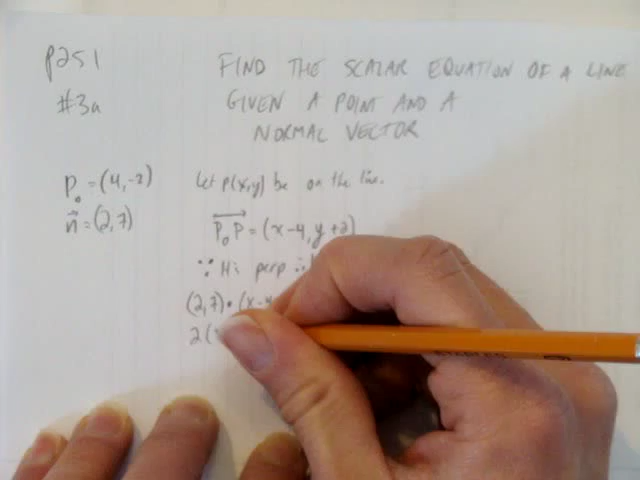 p251
#3a
FIND THE SCALAR EQUATION OF A LINE
GIVEN A POINT AND A
NORMAL VECTOR
P₀ = (4,-2)
n⃗ = (2,7)
Let P(x,y) be on the line.
P₀P = (x-4, y+2)
∵ it's perp ∴
(2,7)•(x-4
2(